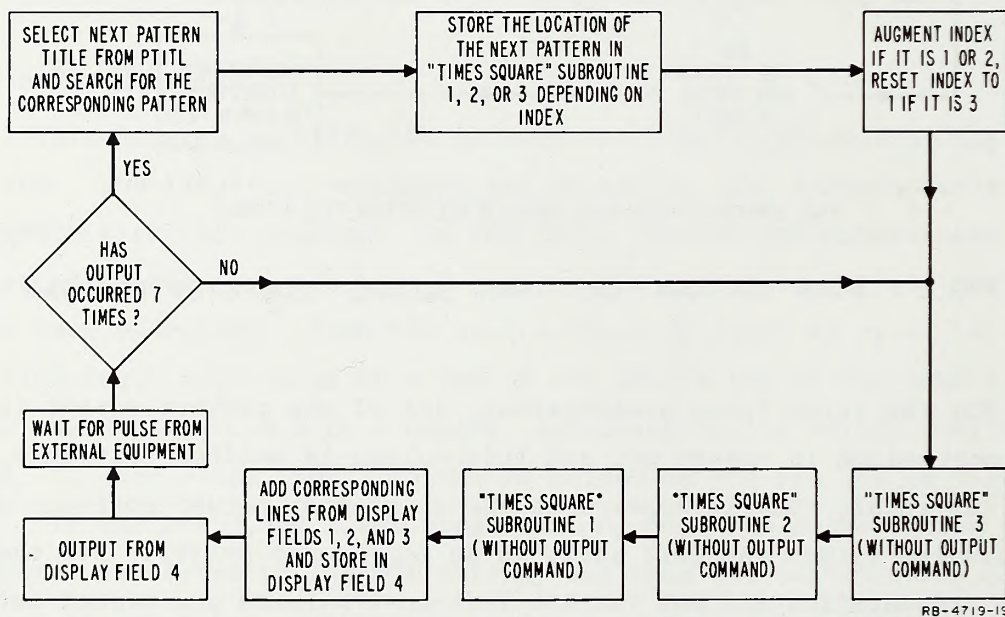 SELECT NEXT PATTERN
TITLE FROM PTITL
AND SEARCH FOR THE
CORRESPONDING PATTERN
STORE THE LOCATION OF
THE NEXT PATTERN IN
"TIMES SQUARE" SUBROUTINE
1, 2, OR 3 DEPENDING ON
INDEX
AUGMENT INDEX
IF IT IS 1 OR 2,
RESET INDEX TO
1 IF IT IS 3
YES
HAS
OUTPUT
OCCURRED 7
TIMES ?
NO
WAIT FOR PULSE FROM
EXTERNAL EQUIPMENT
OUTPUT FROM
DISPLAY FIELD 4
ADD CORRESPONDING
LINES FROM DISPLAY
FIELDS 1, 2, AND 3
AND STORE IN
DISPLAY FIELD 4
"TIMES SQUARE"
SUBROUTINE 1
(WITHOUT OUTPUT
COMMAND)
"TIMES SQUARE"
SUBROUTINE 2
(WITHOUT OUTPUT
COMMAND)
"TIMES SQUARE"
SUBROUTINE 3
(WITHOUT OUTPUT
COMMAND)
RB-4719-19